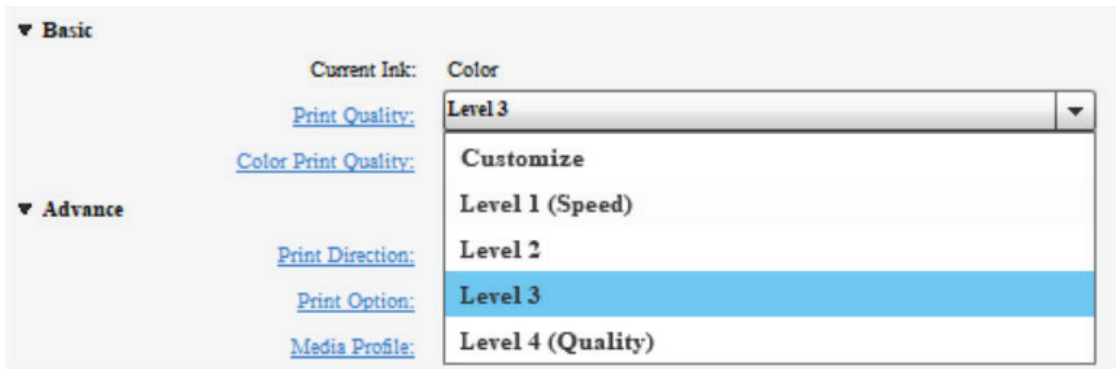 ▼ Basic
Current Ink: Color
Print Quality: Level 3
Color Print Quality: Customize
Level 1 (Speed)
▼ Advance
Level 2
Print Direction:
Print Option: Level 3
Media Profile: Level 4 (Quality)